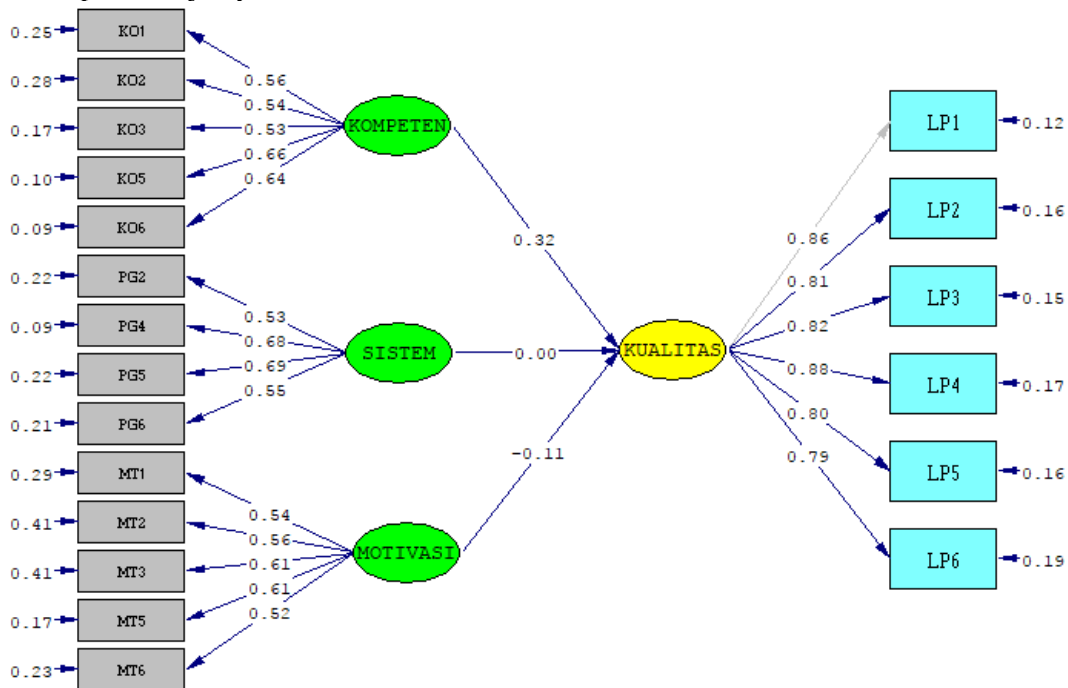 0.25 KO1
0.28 KO2
0.17 KO3
0.10 KO5
0.09 KO6
0.22 PG2
0.09 PG4
0.22 PG5
0.21 PG6
0.29 MT1
0.41 MT2
0.41 MT3
0.17 MT5
0.23 MT6
0.56
0.54
0.53
0.66
0.64
0.53
0.68
0.69
0.55
0.54
0.56
0.61
0.61
0.52
KOMPETEN
SISTEM
MOTIVASI
0.32
0.00
-0.11
KUALITAS
0.86
0.81
0.82
0.88
0.80
0.79
LP1 0.12
LP2 0.16
LP3 0.15
LP4 0.17
LP5 0.16
LP6 0.19